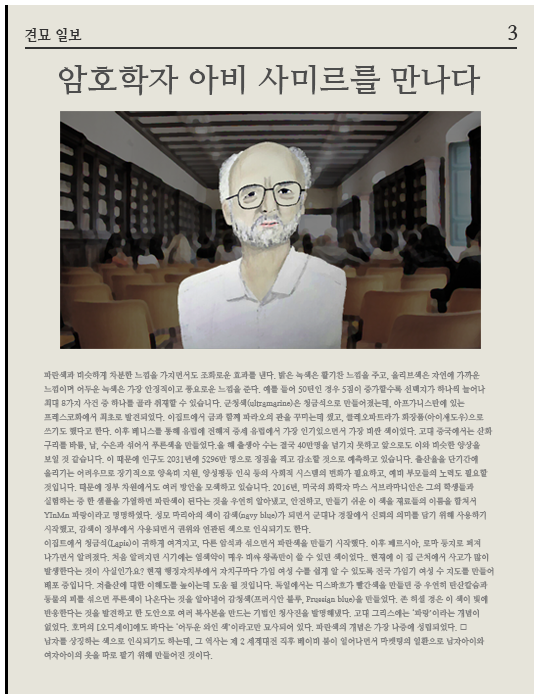 견묘 일보
3
암호학자 아비 사미르를 만나다
파란색과 비슷하게 차분한 느낌을 가지면서도 조화로운 효과를 낸다. 밝은 녹색은 활기찬 느낌을 주고, 올리브색은 자연에 가까운
느낌이며 어두운 녹색은 가장 안정적이고 풍요로운 느낌을 준다. 예를 들어 50턴인 경우 5점이 증가할수록 선택지가 하나씩 늘어나
최대 8가지 사건 중 하나를 골라 취재할 수 있습니다. 군청색(ultramarine)은 청금석으로 만들어졌는데, 아프가니스탄에 있는
프레스코화에서 최초로 발견되었다. 이집트에서 금과 함께 파라오의 관을 꾸미는데 썼고, 클레오파트라가 화장품(아이섀도우)으로
쓰기도 했다고 한다. 이후 베니스를 통해 유럽에 전해져 중세 유럽에서 가장 인기있으면서 가장 비싼 색이었다. 고대 중국에서는 산화
구리를 바륨, 납, 수은과 섞어서 푸른색을 만들었다.올 해 출생아 수는 결국 40만명을 넘기지 못하고 앞으로도 이와 비슷한 양상을
보일 것 같습니다. 이 때문에 인구도 2031년에 5296만 명으로 정점을 찍고 감소할 것으로 예측하고 있습니다. 출산율을 단기간에
올리기는 어려우므로 장기적으로 양육비 지원, 양성평등 인식 등의 사회적 시스템의 변화가 필요하고, 예비 부모들의 노력도 필요할
것입니다. 때문에 정부 차원에서도 여러 방안을 모색하고 있습니다. 2016년, 미국의 화학자 마스 서브라마니안은 그의 학생들과
실험하는 중 한 샘플을 가열하면 파란색이 된다는 것을 우연히 알아냈고, 안전하고, 만들기 쉬운 이 색을 재료들의 이름을 합쳐서
YInMn 파랑이라고 명명하였다. 성모 마리아의 색이 감색(navy blue)가 되면서 군대나 경찰에서 신뢰의 의미를 담기 위해 사용하기
시작했고, 감색이 정부에서 사용되면서 권위와 연관된 색으로 인식되기도 한다.
이집트에서 청금석(Lapis)이 귀하게 여겨지고, 다른 암석과 섞으면서 파란색을 만들기 시작했다. 이후 페르시아, 로마 등지로 퍼져
나가면서 알려졌다. 처음 알려지던 시기에는 염색약이 매우 비싸 왕족만이 쓸 수 있던 색이었다.. 현재에 이 집 근처에서 사고가 많이
발생한다는 것이 사실인가요? 현재 행정자치부에서 자치구마다 가임 여성 수를 쉽게 알 수 있도록 전국 가임기 여성 수 지도를 만들어
배포 중입니다. 저출산에 대한 이해도를 높이는데 도움 될 것입니다. 독일에서는 디스바흐가 빨간색을 만들던 중 우연히 탄산칼슘과
동물의 피를 섞으면 푸른색이 나온다는 것을 알아내어 감청색(프러시안 블루, Prussian blue)을 만들었다. 존 허셜 경은 이 색이 빛에
반응한다는 것을 발견하고 한 도안으로 여러 복사본을 만드는 기법인 청사진을 발명해냈다. 고대 그리스에는 '파랑'이라는 개념이
없었다. 호머의 [오디세이]에도 바다는 '어두운 와인 색'이라고만 묘사되어 있다. 파란색의 개념은 가장 나중에 성립되었다. □
남자를 상징하는 색으로 인식되기도 하는데, 그 역사는 제 2 세계대전 직후 베이비 붐이 일어나면서 마켓팅의 일환으로 남자아이와
여자아이의 옷을 따로 팔기 위해 만들어진 것이다.